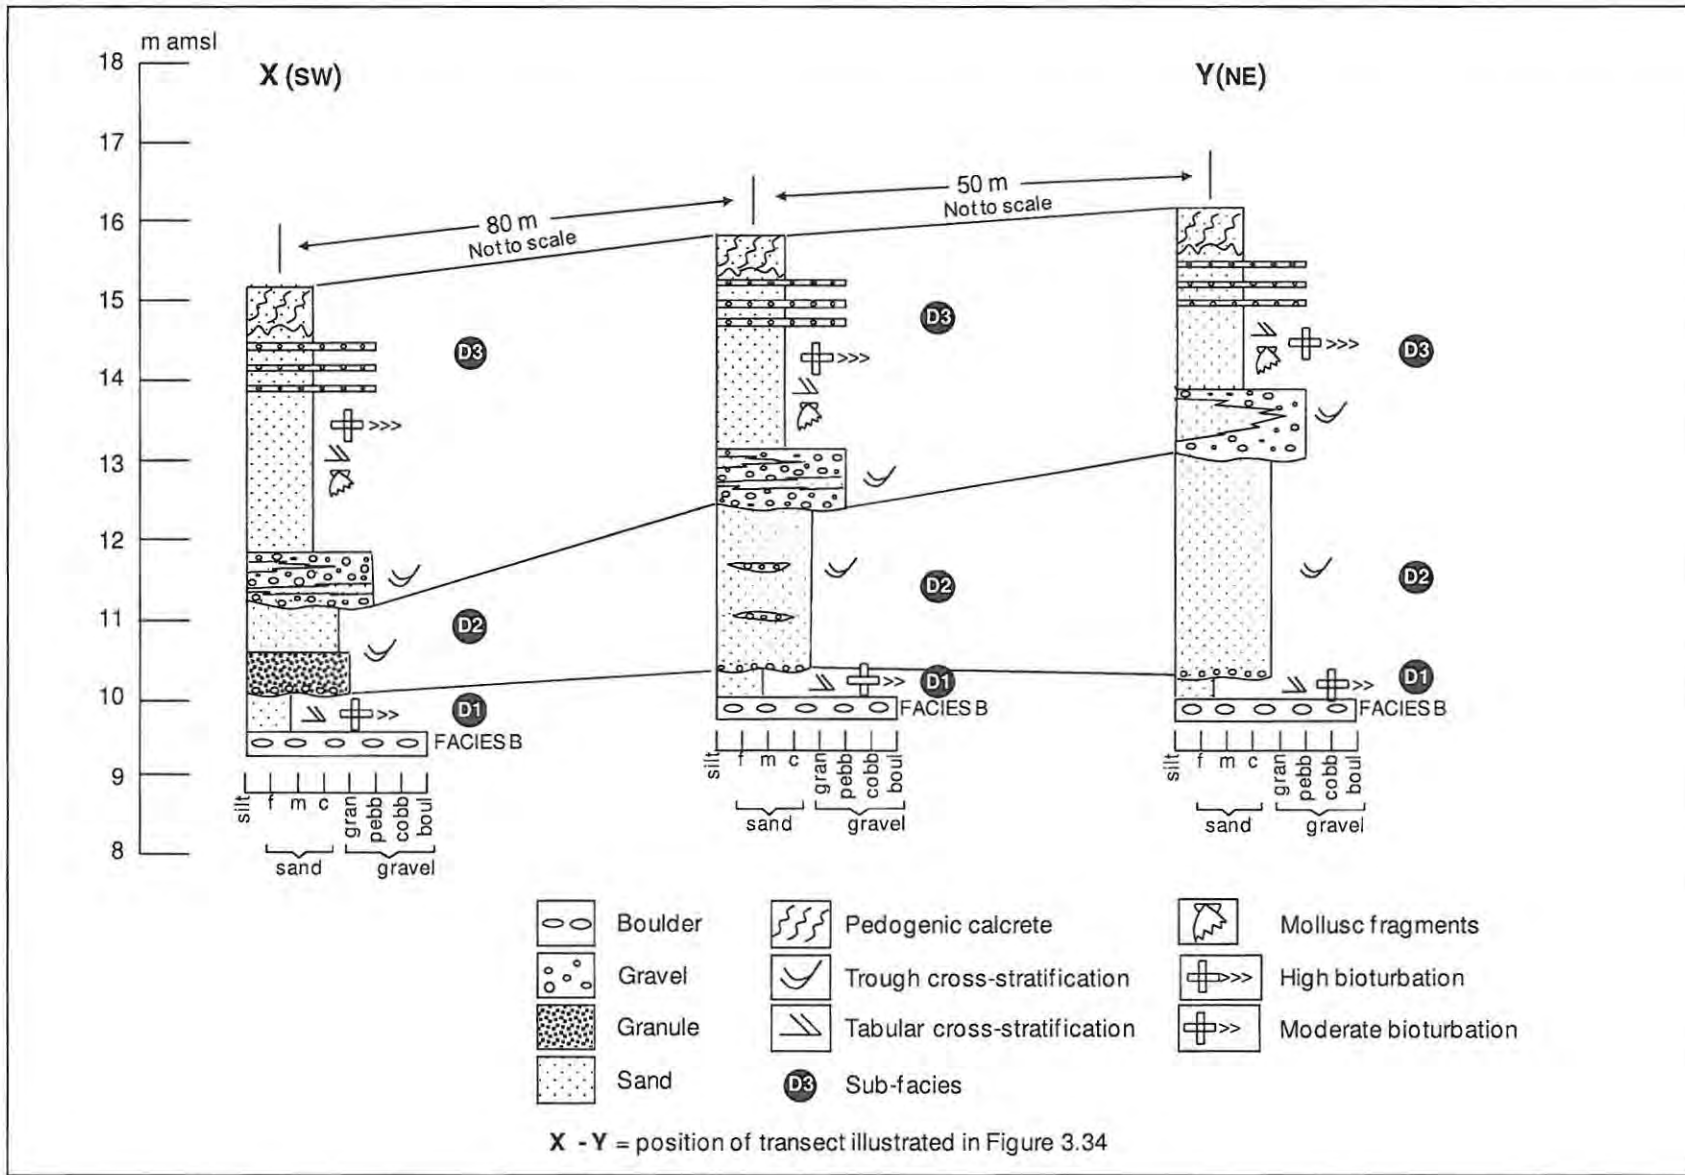 m amsl
18
17
16
15
14
13
12
11
10
9
8
X (SW)
Y(NE)
80 m
Not to scale
50 m
Not to scale
D3
D2
D1
FACIES B
silt f m c gran pebb cobb boul
sand gravel
D3
D2
D1
FACIES B
silt f m c gran pebb cobb boul
sand gravel
D3
D2
D1
FACIES B
silt f m c gran pebb cobb boul
sand gravel
Boulder
Gravel
Granule
Sand
Pedogenic calcrete
Trough cross-stratification
Tabular cross-stratification
D3 Sub-facies
Mollusc fragments
>>> High bioturbation
>> Moderate bioturbation
X - Y = position of transect illustrated in Figure 3.34